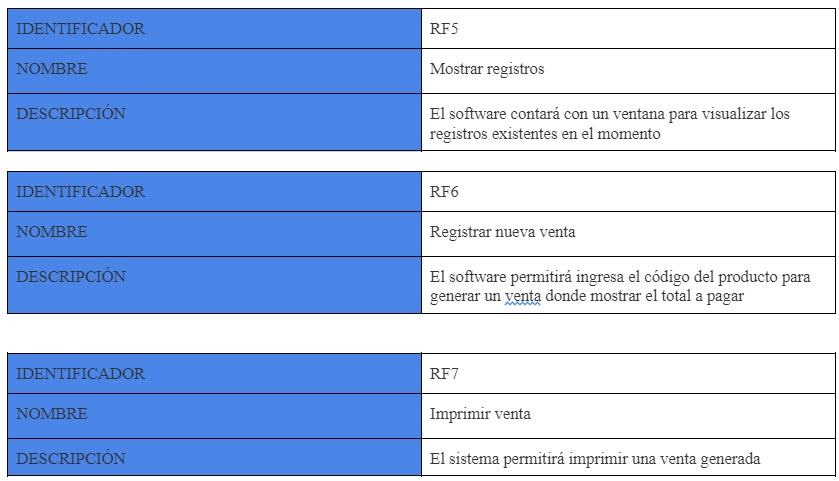 IDENTIFICADOR RF5
NOMBRE Mostrar registros
DESCRIPCIÓN El software contará con un ventana para visualizar los
registros existentes en el momento
IDENTIFICADOR RF6
NOMBRE Registrar nueva venta
DESCRIPCIÓN El software permitirá ingresa el código del producto para
generar un venta donde mostrar el total a pagar
IDENTIFICADOR RF7
NOMBRE Imprimir venta
DESCRIPCIÓN El sistema permitirá imprimir una venta generada